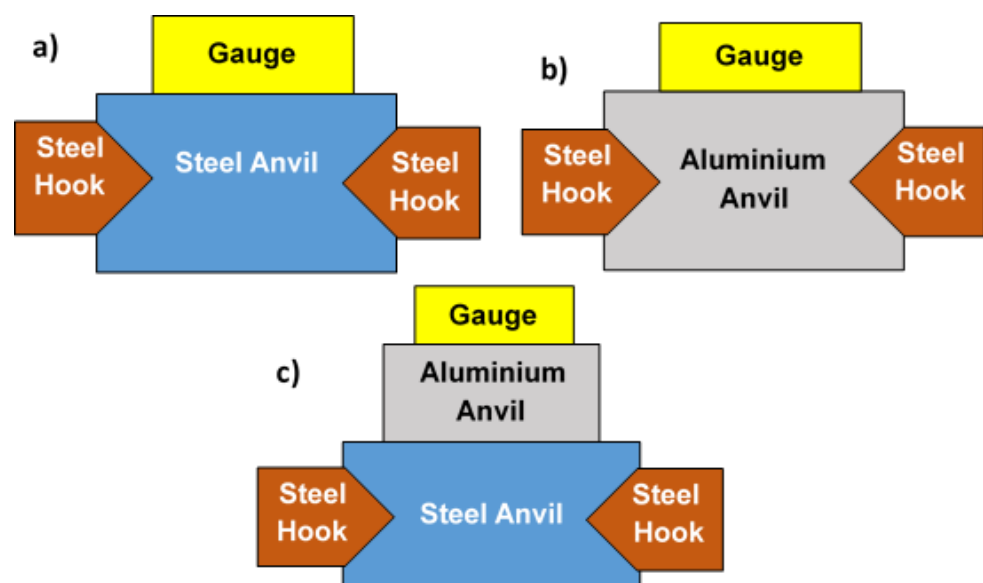 a)
Gauge
Steel
Hook
Steel Anvil
Steel
Hook
b)
Gauge
Steel
Hook
Aluminium
Anvil
Steel
Hook
c)
Gauge
Aluminium
Anvil
Steel
Hook
Steel Anvil
Steel
Hook